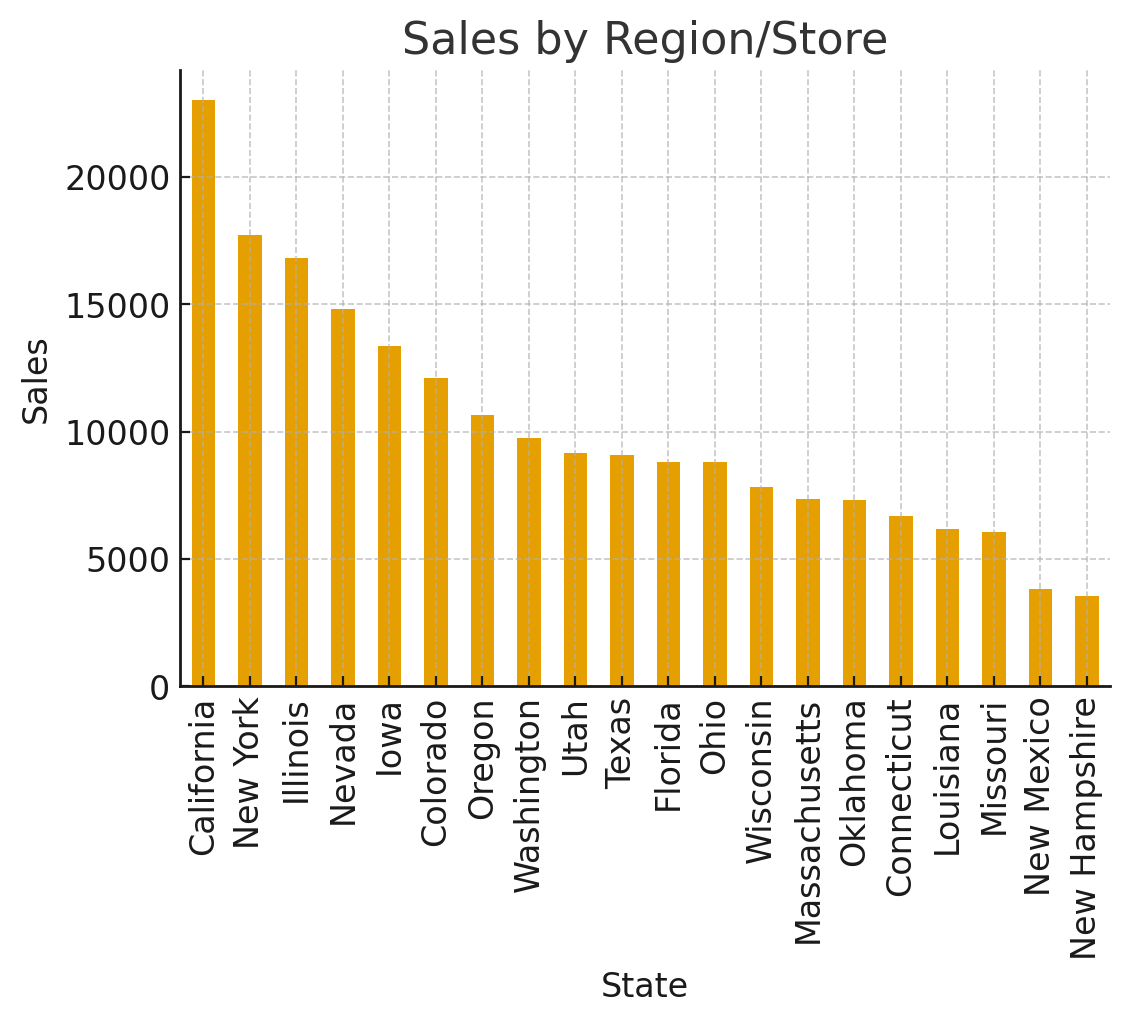 Sales by Region/Store
Sales
20000
15000
10000
5000
0
California
New York
Illinois
Nevada
Iowa
Colorado
Oregon
Washington
Utah
Texas
Florida
Ohio
Wisconsin
Massachusetts
Oklahoma
Connecticut
Louisiana
Missouri
New Mexico
New Hampshire
State